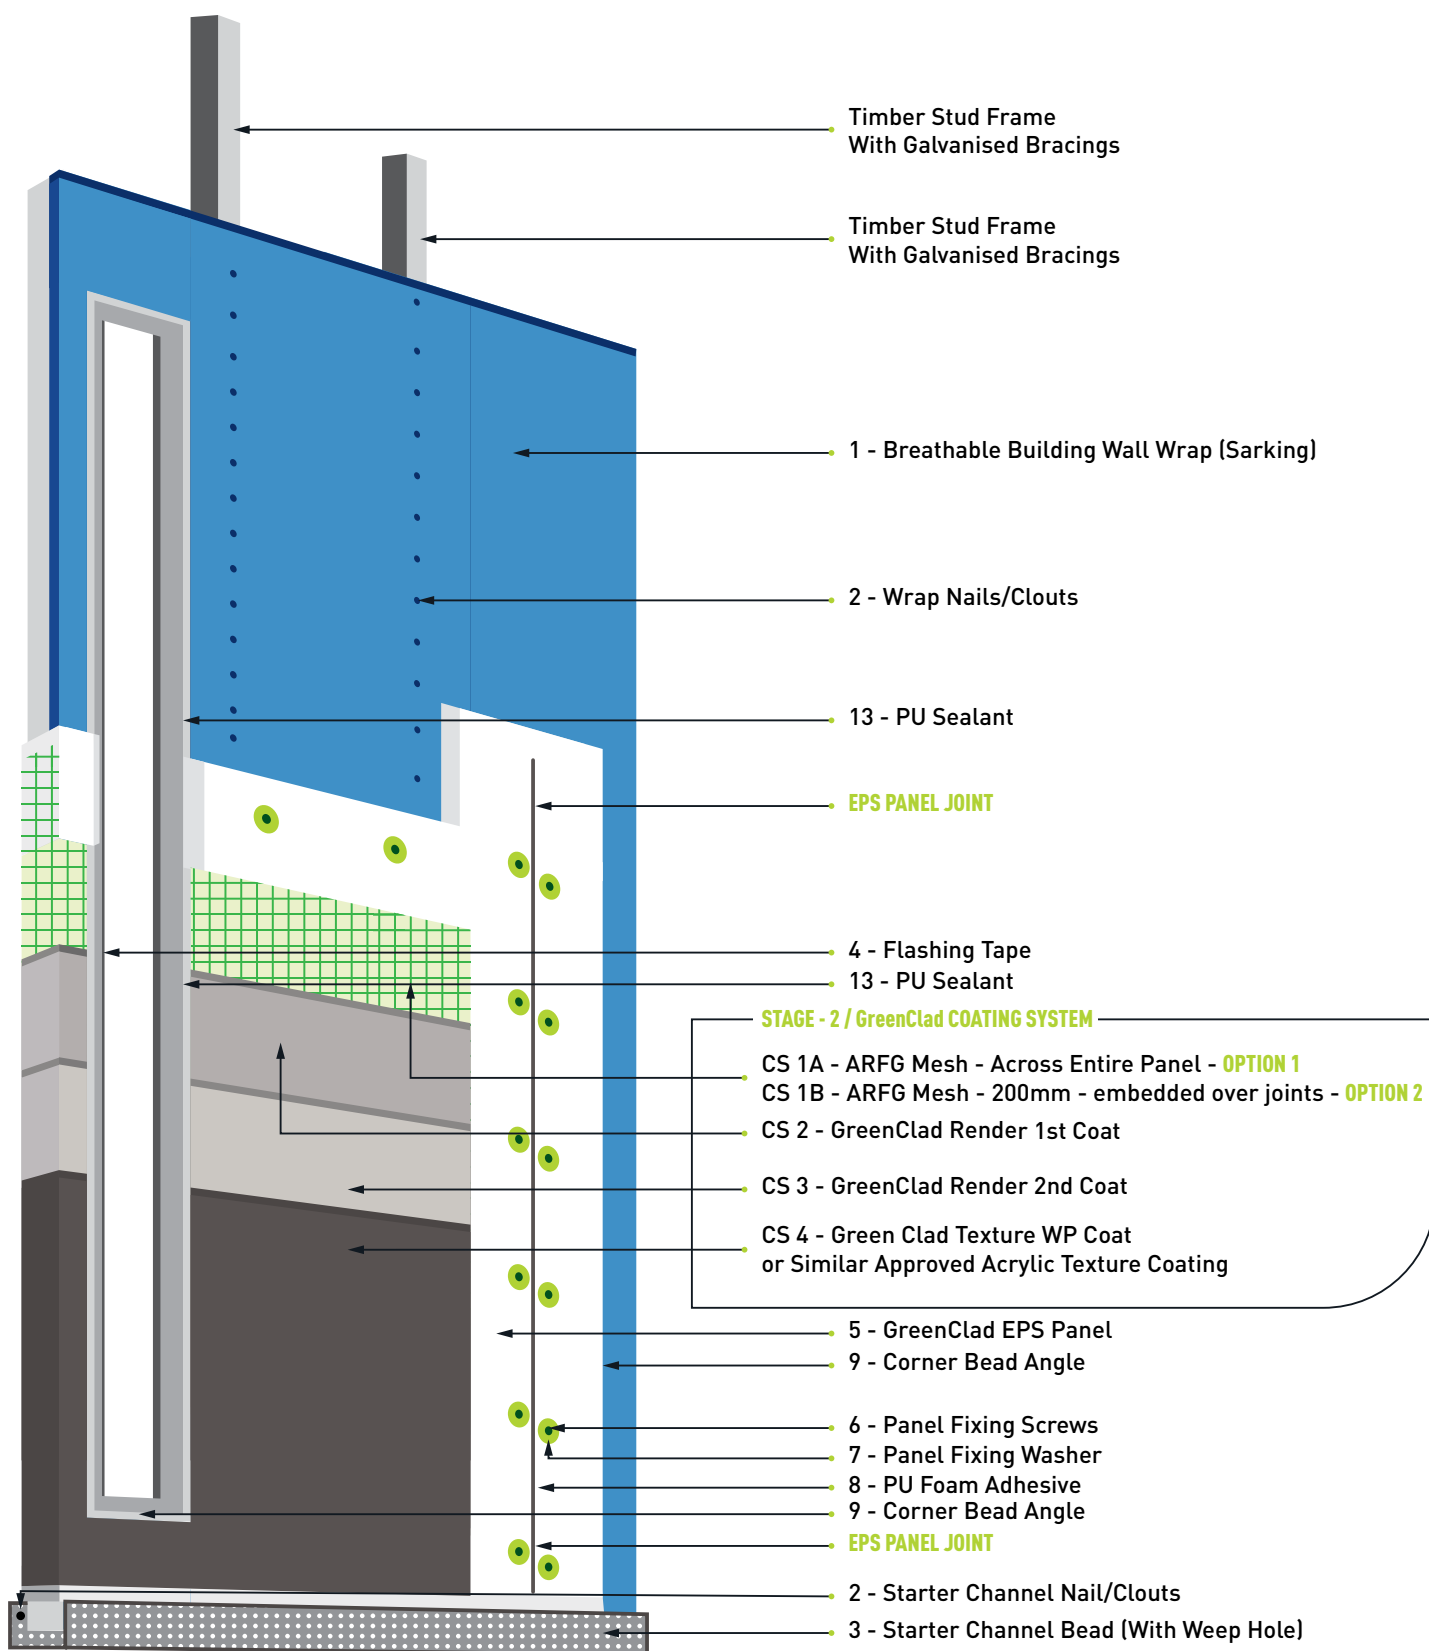 Timber Stud Frame
With Galvanised Bracings
Timber Stud Frame
With Galvanised Bracings
1 - Breathable Building Wall Wrap (Sarking)
2 - Wrap Nails/Clouts
13 - PU Sealant
EPS PANEL JOINT
4 - Flashing Tape
13 - PU Sealant
STAGE - 2 / GreenClad COATING SYSTEM
CS 1A - ARFG Mesh - Across Entire Panel - OPTION 1
CS 1B - ARFG Mesh - 200mm - embedded over joints - OPTION 2
CS 2 - GreenClad Render 1st Coat
CS 3 - GreenClad Render 2nd Coat
CS 4 - Green Clad Texture WP Coat
or Similar Approved Acrylic Texture Coating
5 - GreenClad EPS Panel
9 - Corner Bead Angle
6 - Panel Fixing Screws
7 - Panel Fixing Washer
8 - PU Foam Adhesive
9 - Corner Bead Angle
EPS PANEL JOINT
2 - Starter Channel Nail/Clouts
3 - Starter Channel Bead (With Weep Hole)